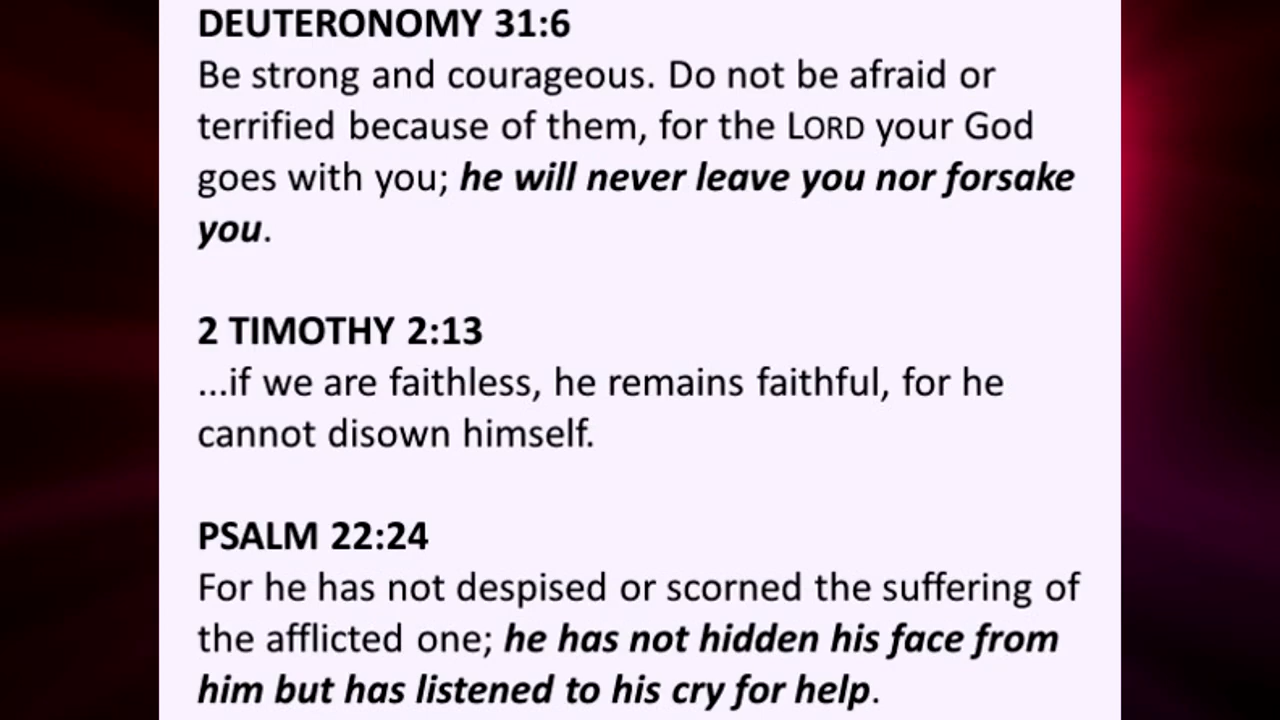 DEUTERONOMY 31:6
Be strong and courageous. Do not be afraid or
terrified because of them, for the LORD your God
goes with you; he will never leave you nor forsake
you.
2 TIMOTHY 2:13
...if we are faithless, he remains faithful, for he
cannot disown himself.
PSALM 22:24
For he has not despised or scorned the suffering of
the afflicted one; he has not hidden his face from
him but has listened to his cry for help.